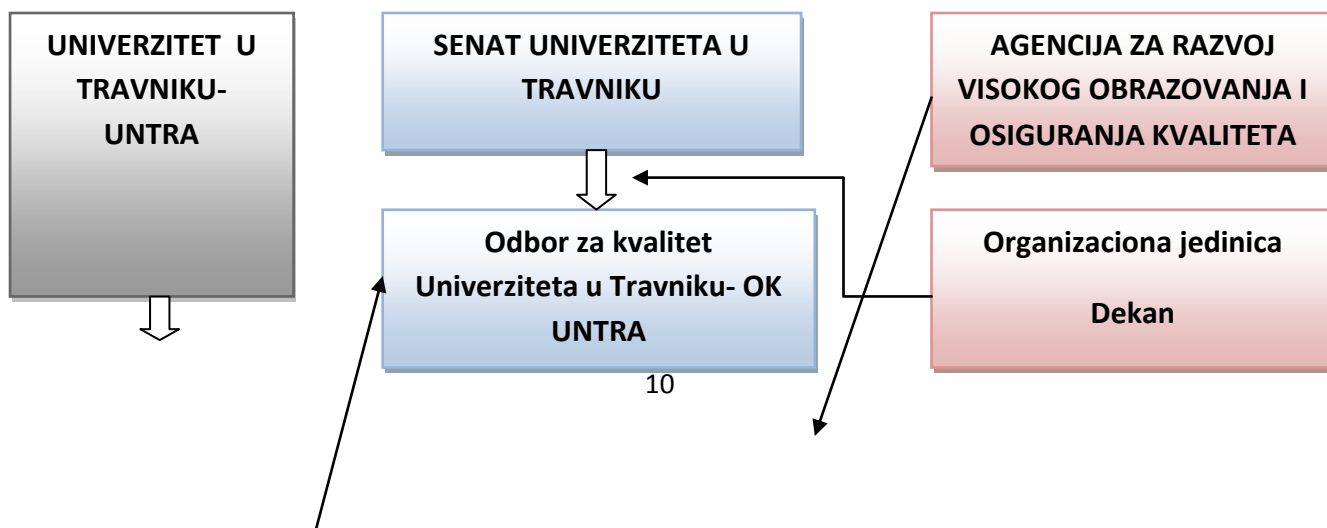 UNIVERZITET U
TRAVNIKU-
UNTRA
SENAT UNIVERZITETA U
TRAVNIKU
AGENCIJA ZA RAZVOJ
VISOKOG OBRAZOVANJA I
OSIGURANJA KVALITETA
Odbor za kvalitet
Univerziteta u Travniku- OK
UNTRA
Organizaciona jedinica
Dekan
10